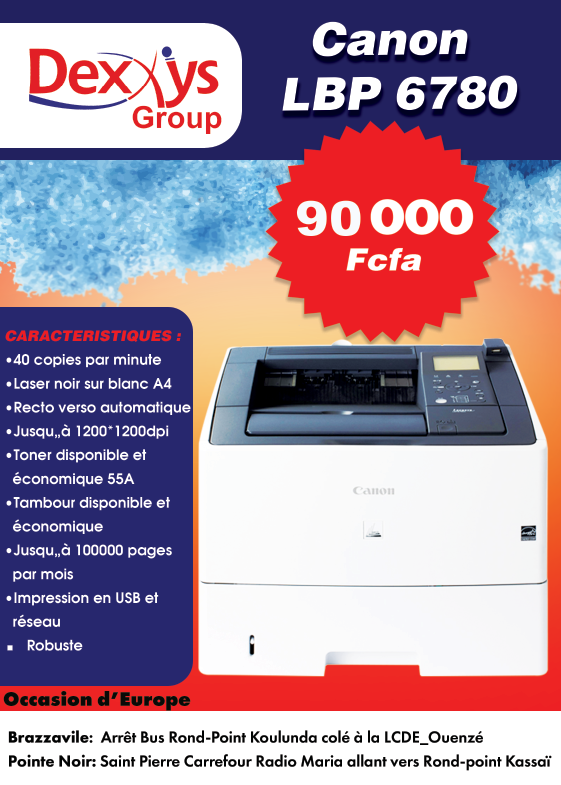 Dexxys
Group
Canon
LBP 6780
90 000
Fcfa
CARACTERISTIQUES :
•40 copies par minute
•Laser noir sur blanc A4
•Recto verso automatique
•Jusqu„à 1200*1200dpi
•Toner disponible et
économique 55A
•Tambour disponible et
économique
•Jusqu„à 100000 pages
par mois
•Impression en USB et
réseau
▪ Robuste
Canon
Occasion d’Europe
Brazzavile: Arrêt Bus Rond-Point Koulunda colé à la LCDE_Ouenzé
Pointe Noir: Saint Pierre Carrefour Radio Maria allant vers Rond-point Kassaï